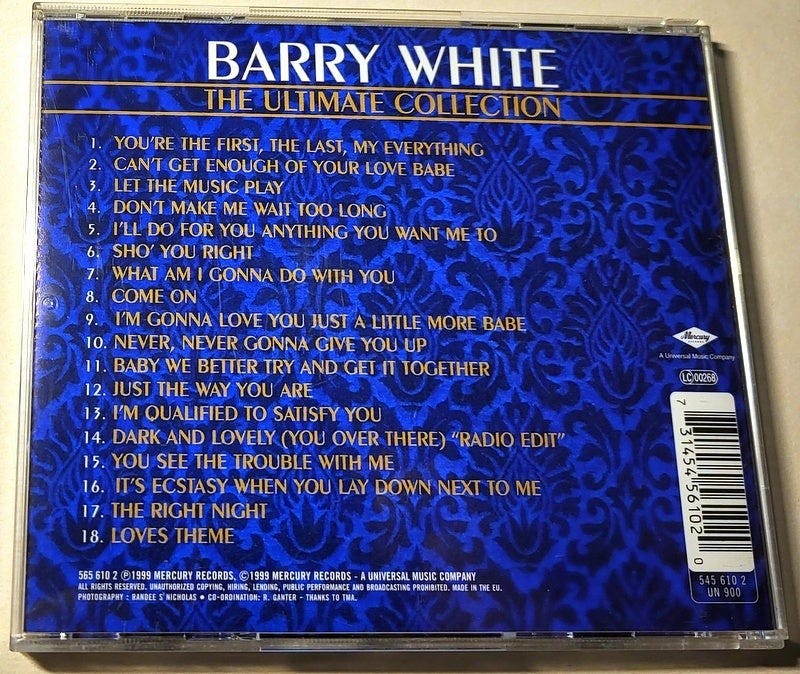 BARRY WHITE
THE ULTIMATE COLLECTION
1. YOU'RE THE FIRST, THE LAST, MY EVERYTHING
2. CAN'T GET ENOUGH OF YOUR LOVE BABE
3. LET THE MUSIC PLAY
4. DON'T MAKE ME WAIT TOO LONG
5. I'LL DO FOR YOU ANYTHING YOU WANT ME TO
6. SHO' YOU RIGHT
7. WHAT AM I GONNA DO WITH YOU
8. COME ON
9. I'M GONNA LOVE YOU JUST A LITTLE MORE BABE
10. NEVER, NEVER GONNA GIVE YOU UP
11. BABY WE BETTER TRY AND GET IT TOGETHER
12. JUST THE WAY YOU ARE
13. I'M QUALIFIED TO SATISFY YOU
14. DARK AND LOVELY (YOU OVER THERE) "RADIO EDIT"
15. YOU SEE THE TROUBLE WITH ME
16. IT'S ECSTASY WHEN YOU LAY DOWN NEXT TO ME
17. THE RIGHT NIGHT
18. LOVES THEME
Mercury
RECORDS
A Universal Music Company
LC 00268
7 31454 56102 0
545 610 2
UN 900
565 610 2 ℗1999 MERCURY RECORDS, ©1999 MERCURY RECORDS - A UNIVERSAL MUSIC COMPANY
ALL RIGHTS RESERVED. UNAUTHORIZED COPYING, HIRING, LENDING, PUBLIC PERFORMANCE AND BROADCASTING PROHIBITED. MADE IN THE EU.
PHOTOGRAPHY : RANDEE S' NICHOLAS • CO-ORDINATION: R. GANTER - THANKS TO TMA.